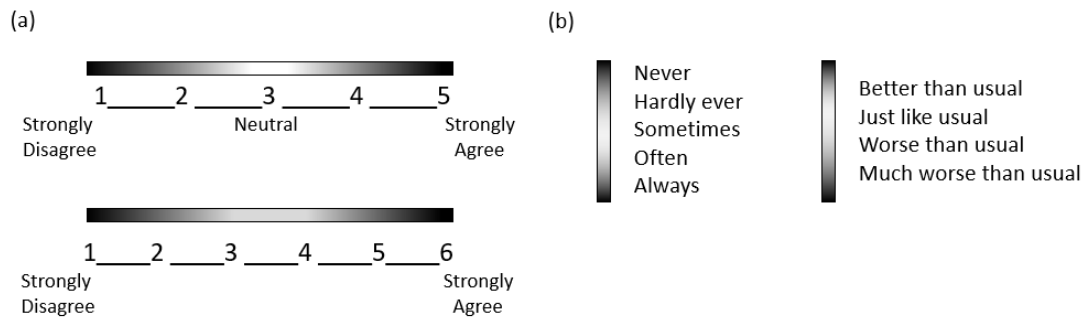 (a)
1_____2 _____3 _____4 _____5
Strongly Disagree
Neutral
Strongly Agree
1____2 ____3 ____4 ____5____6
Strongly Disagree
Strongly Agree
(b)
Never
Hardly ever
Sometimes
Often
Always
Better than usual
Just like usual
Worse than usual
Much worse than usual